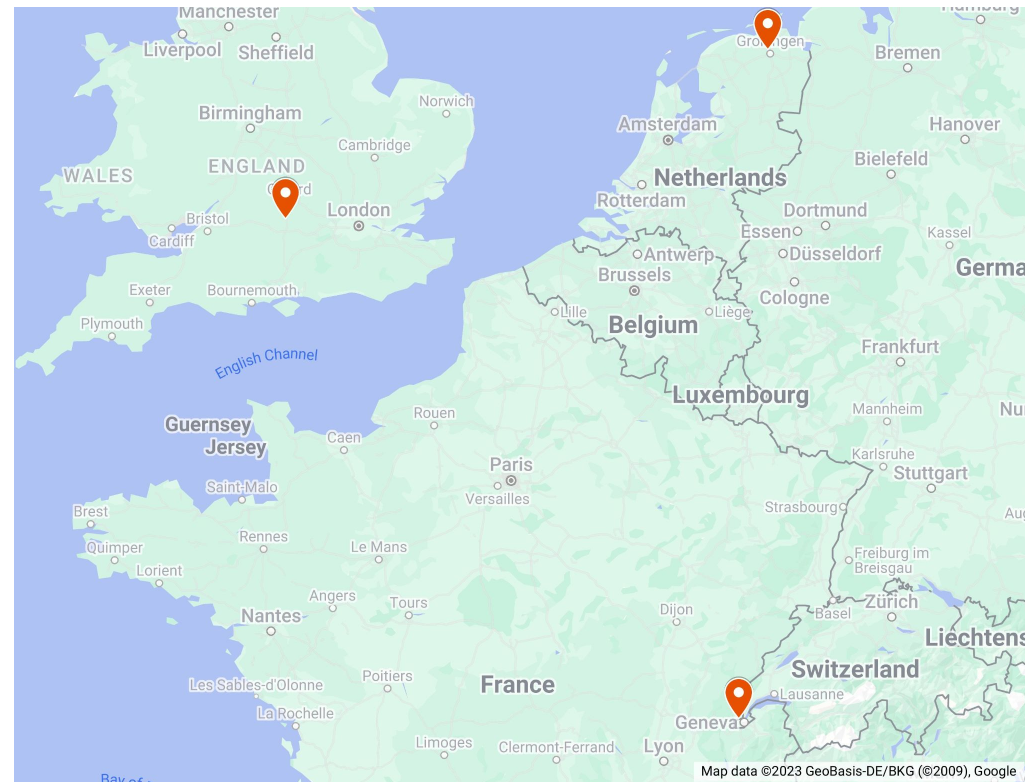 Manchester
Liverpool
Sheffield
Groningen
Bremen
Norwich
Birmingham
Amsterdam
Hanover
Cambridge
Bielefeld
ENGLAND
WALES
Netherlands
Rotterdam
London
Bristol
Dortmund
Cardiff
Essen
Kassel
Antwerp
Düsseldorf
Brussels
Germa
Exeter
Bournemouth
Cologne
Plymouth
Lille
Liège
Belgium
English Channel
Frankfurt
Luxembourg
Guernsey
Jersey
Rouen
Mannheim
Nu
Caen
Karlsruhe
Paris
Stuttgart
Saint-Malo
Versailles
Strasbourg
Brest
Aug
Rennes
Quimper
Le Mans
Freiburg im
Breisgau
Lorient
Angers
Tours
Dijon
Basel
Zürich
Nantes
Liechtens
Switzerland
France
Les Sables-d'Olonne
Poitiers
Lausanne
La Rochelle
Geneva
Limoges
Clermont-Ferrand
Lyon
Map data ©2023 GeoBasis-DE/BKG (©2009), Google
Bay of